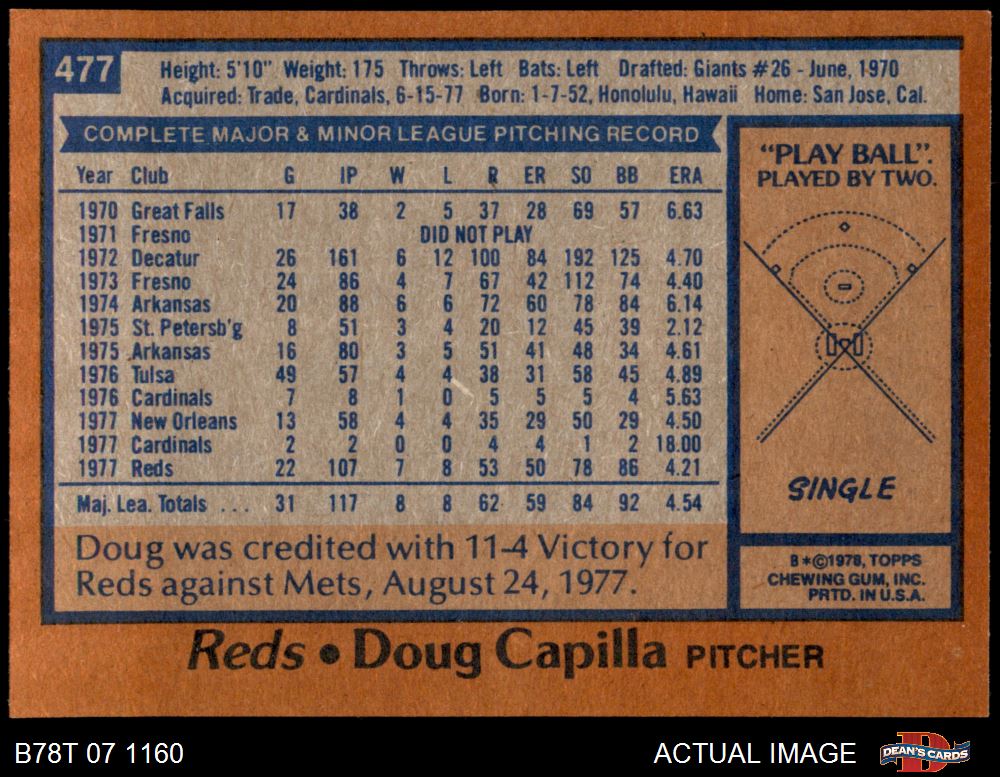 477
Height: 5'10" Weight: 175 Throws: Left Bats: Left Drafted: Giants #26 - June, 1970
Acquired: Trade, Cardinals, 6-15-77 Born: 1-7-52, Honolulu, Hawaii Home: San Jose, Cal.
COMPLETE MAJOR & MINOR LEAGUE PITCHING RECORD
Year Club G IP W L R ER SO BB ERA
1970 Great Falls 17 38 2 5 37 28 69 57 6.63
1971 Fresno DID NOT PLAY
1972 Decatur 26 161 6 12 100 84 192 125 4.70
1973 Fresno 24 86 4 7 67 42 112 74 4.40
1974 Arkansas 20 88 6 6 72 60 78 84 6.14
1975 St. Petersb'g 8 51 3 4 20 12 45 39 2.12
1975 Arkansas 16 80 3 5 51 41 48 34 4.61
1976 Tulsa 49 57 4 4 38 31 58 45 4.89
1976 Cardinals 7 8 1 0 5 5 5 4 5.63
1977 New Orleans 13 58 4 4 35 29 50 29 4.50
1977 Cardinals 2 2 0 0 4 4 1 2 18.00
1977 Reds 22 107 7 8 53 50 78 86 4.21
Maj. Lea. Totals ... 31 117 8 8 62 59 84 92 4.54
Doug was credited with 11-4 Victory for
Reds against Mets, August 24, 1977.
"PLAY BALL".
PLAYED BY TWO.
SINGLE
B*©1978, TOPPS
CHEWING GUM, INC.
PRTD. IN U.S.A.
Reds • Doug Capilla PITCHER
B78T 07 1160
ACTUAL IMAGE
DEAN'S CARDS